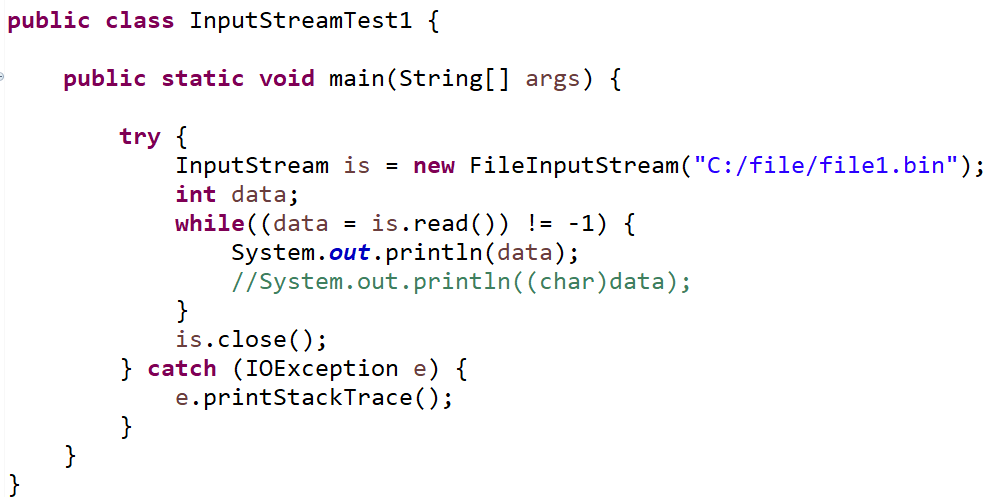 public class InputStreamTest1 {
public static void main(String[] args) {
try {
InputStream is = new FileInputStream("C:/file/file1.bin");
int data;
while((data = is.read()) != -1) {
System.out.println(data);
//System.out.println((char)data);
}
is.close();
} catch (IOException e) {
e.printStackTrace();
}
}
}